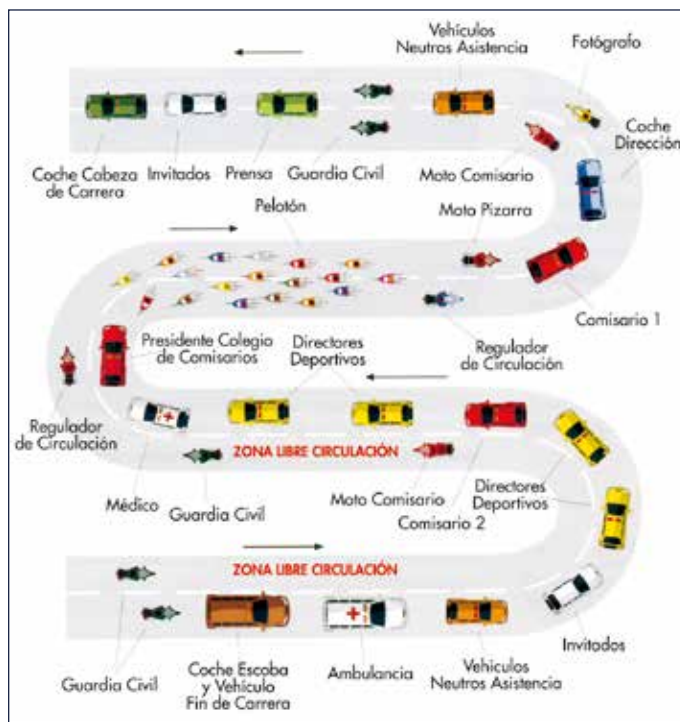 Vehículos
Neutros Asistencia
Fotógrafo
Coche
Dirección
Coche Cabeza
de Carrera
Invitados
Prensa
Guardia Civil
Moto Comisario
Pelotón
Moto Pizarra
Comisario 1
Presidente Colegio
de Comisarios
Directores
Deportivos
Regulador
de Circulación
Regulador
de Circulación
ZONA LIBRE CIRCULACIÓN
Médico
Guardia Civil
Moto Comisario
Comisario 2
Directores
Deportivos
ZONA LIBRE CIRCULACIÓN
Invitados
Guardia Civil
Coche Escoba
y Vehículo
Fin de Carrera
Ambulancia
Vehículos
Neutros Asistencia